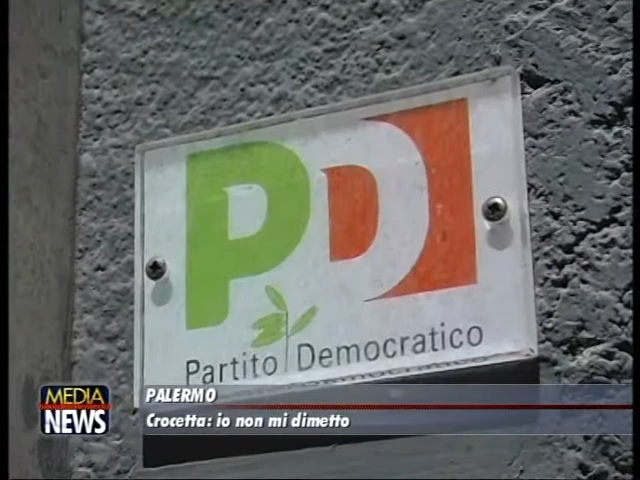 PD
Partito Democratico
MEDIA
NEWS
PALERMO
Crocetta: io non mi dimetto